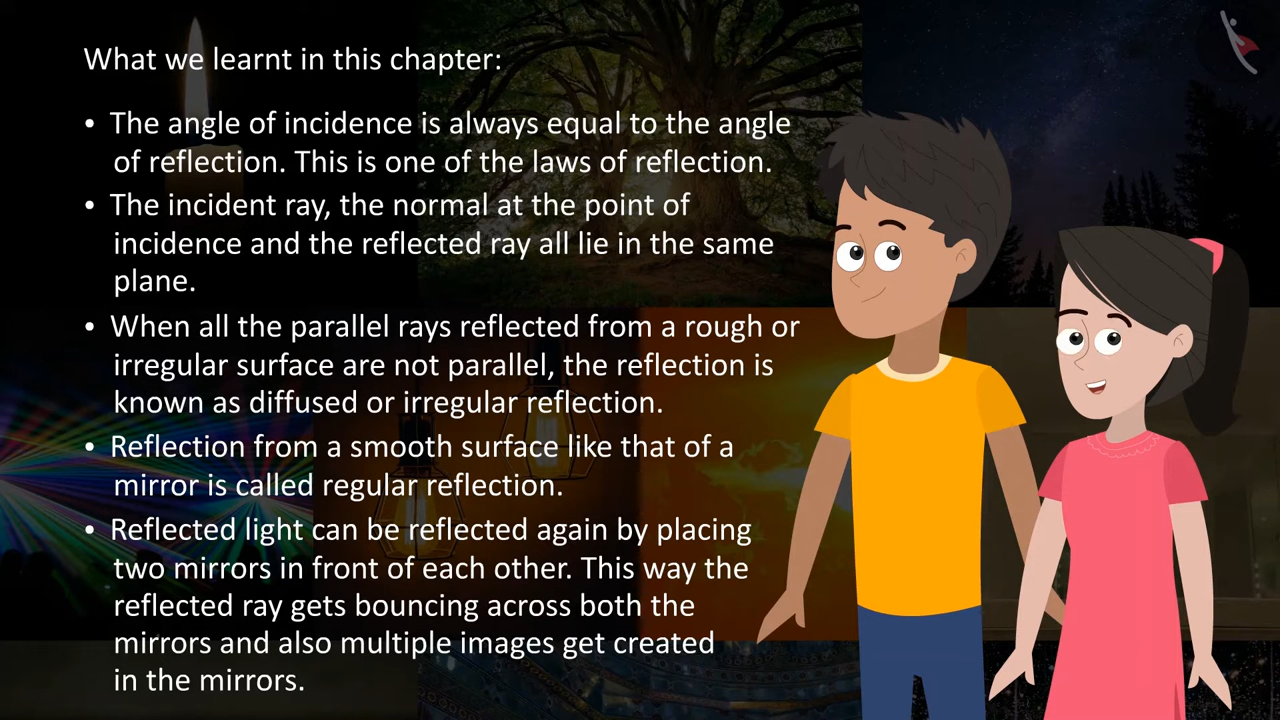 What we learnt in this chapter:
• The angle of incidence is always equal to the angle
of reflection. This is one of the laws of reflection.
• The incident ray, the normal at the point of
incidence and the reflected ray all lie in the same
plane.
• When all the parallel rays reflected from a rough or
irregular surface are not parallel, the reflection is
known as diffused or irregular reflection.
• Reflection from a smooth surface like that of a
mirror is called regular reflection.
• Reflected light can be reflected again by placing
two mirrors in front of each other. This way the
reflected ray gets bouncing across both the
mirrors and also multiple images get created
in the mirrors.